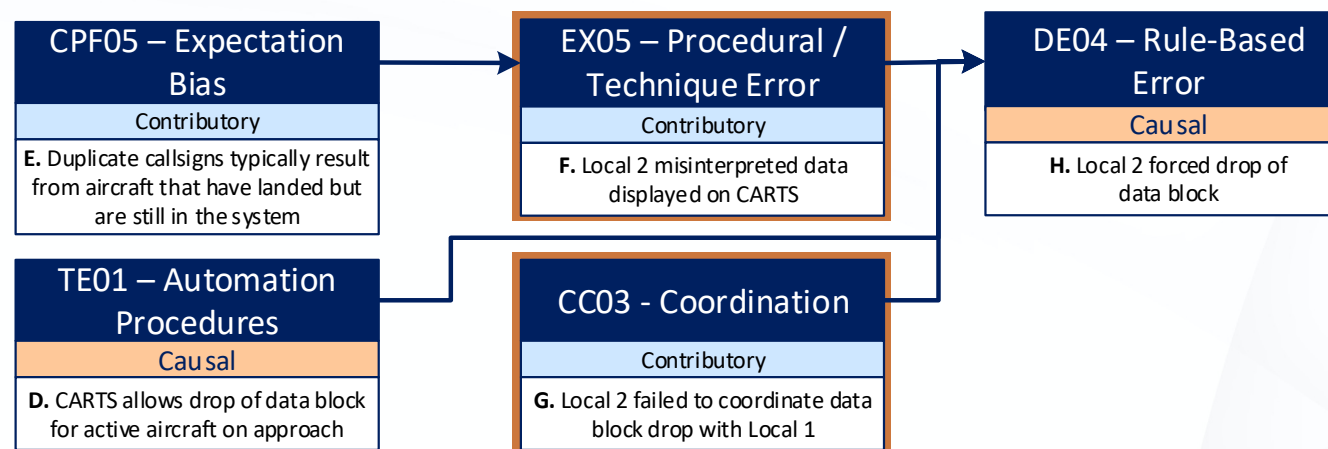 CPF05 – Expectation
Bias
Contributory
E. Duplicate callsigns typically result
from aircraft that have landed but
are still in the system
EX05 – Procedural /
Technique Error
Contributory
F. Local 2 misinterpreted data
displayed on CARTS
DE04 – Rule-Based
Error
Causal
H. Local 2 forced drop of
data block
TE01 – Automation
Procedures
Causal
D. CARTS allows drop of data block
for active aircraft on approach
CC03 - Coordination
Contributory
G. Local 2 failed to coordinate data
block drop with Local 1